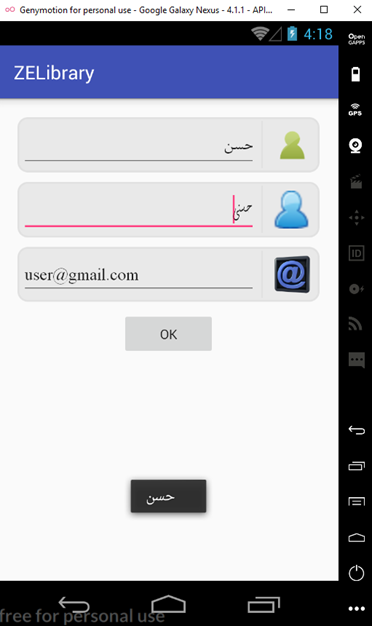 Genymotion for personal use - Google Galaxy Nexus - 4.1.1 - API...
4:18
Open
GAPPS
ZELibrary
GPS
حسن
حسنی
ID
user@gmail.com
OK
حسن
free for personal use